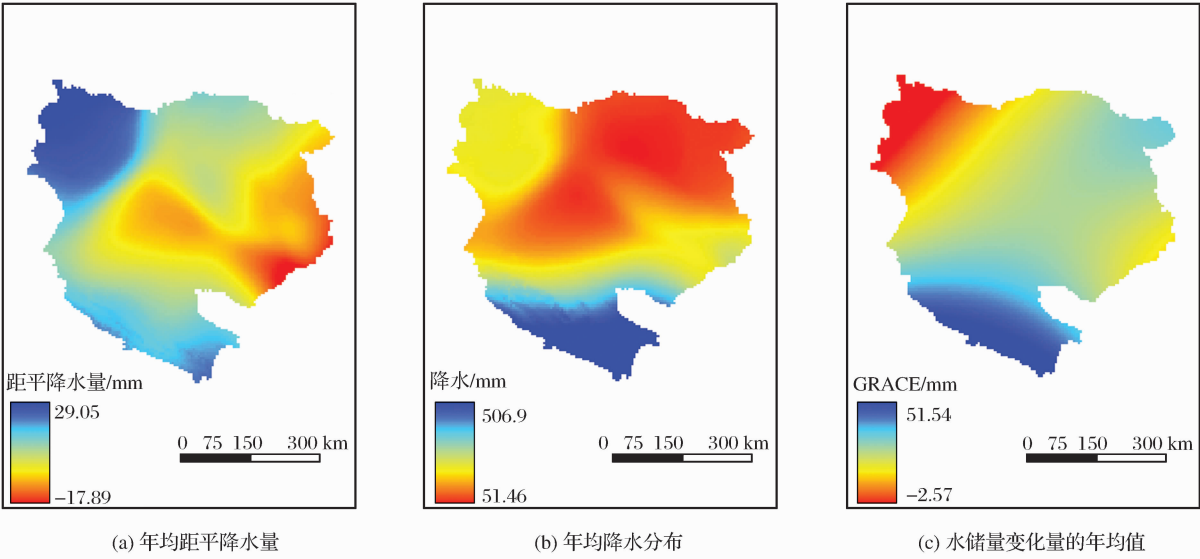 距平降水量/mm
29.05
−17.89
0 75 150 300 km
(a) 年均距平降水量
降水/mm
506.9
51.46
0 75 150 300 km
(b) 年均降水分布
GRACE/mm
51.54
−2.57
0 75 150 300 km
(c) 水储量变化量的年均值